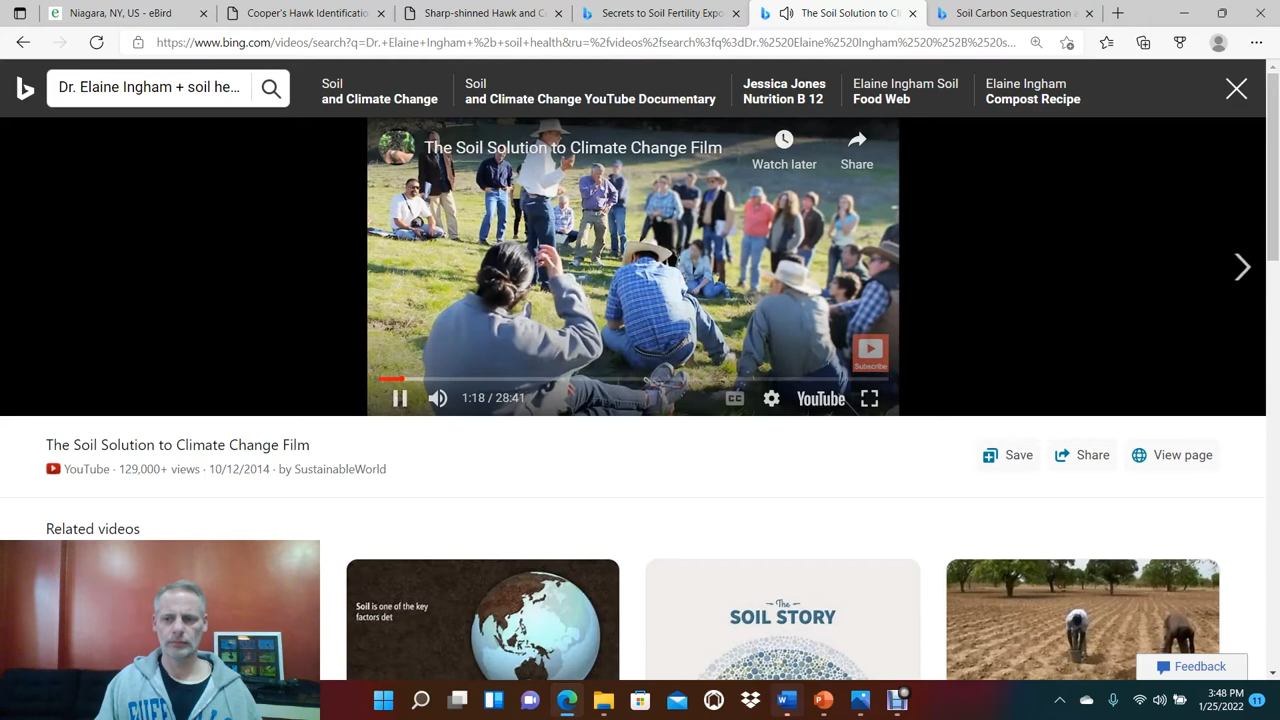 Niagara, NY, US - eBird
Cooper's Hawk Identification
Sharp-shinned Hawk and Co
Secrets to Soil Fertility Expo
The Soil Solution to Cl
Soil Carbon Sequestration e
https://www.bing.com/videos/search?q=Dr.+Elaine+Ingham+%2b+soil+health&ru=%2fvideos%2fsearch%3fq%3dDr.%2520Elaine%2520Ingham%2520%252B%2520s...
Dr. Elaine Ingham + soil he...
Soil
and Climate Change
Soil
and Climate Change YouTube Documentary
Jessica Jones
Nutrition B 12
Elaine Ingham Soil
Food Web
Elaine Ingham
Compost Recipe
The Soil Solution to Climate Change Film
Watch later
Share
Subscribe
1:18 / 28:41
CC
YouTube
The Soil Solution to Climate Change Film
YouTube · 129,000+ views · 10/12/2014 · by SustainableWorld
Save
Share
View page
Related videos
Soil is one of the key
factors det
The
SOIL STORY
Feedback
3:48 PM
1/25/2022